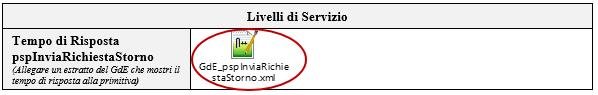 Livelli di Servizio
Tempo di Risposta
pspInviaRichiestaStorno
(Allegare un estratto del GdE che mostri il
tempo di risposta alla primitiva)
GdE_pspInviaRichie
staStorno.xml